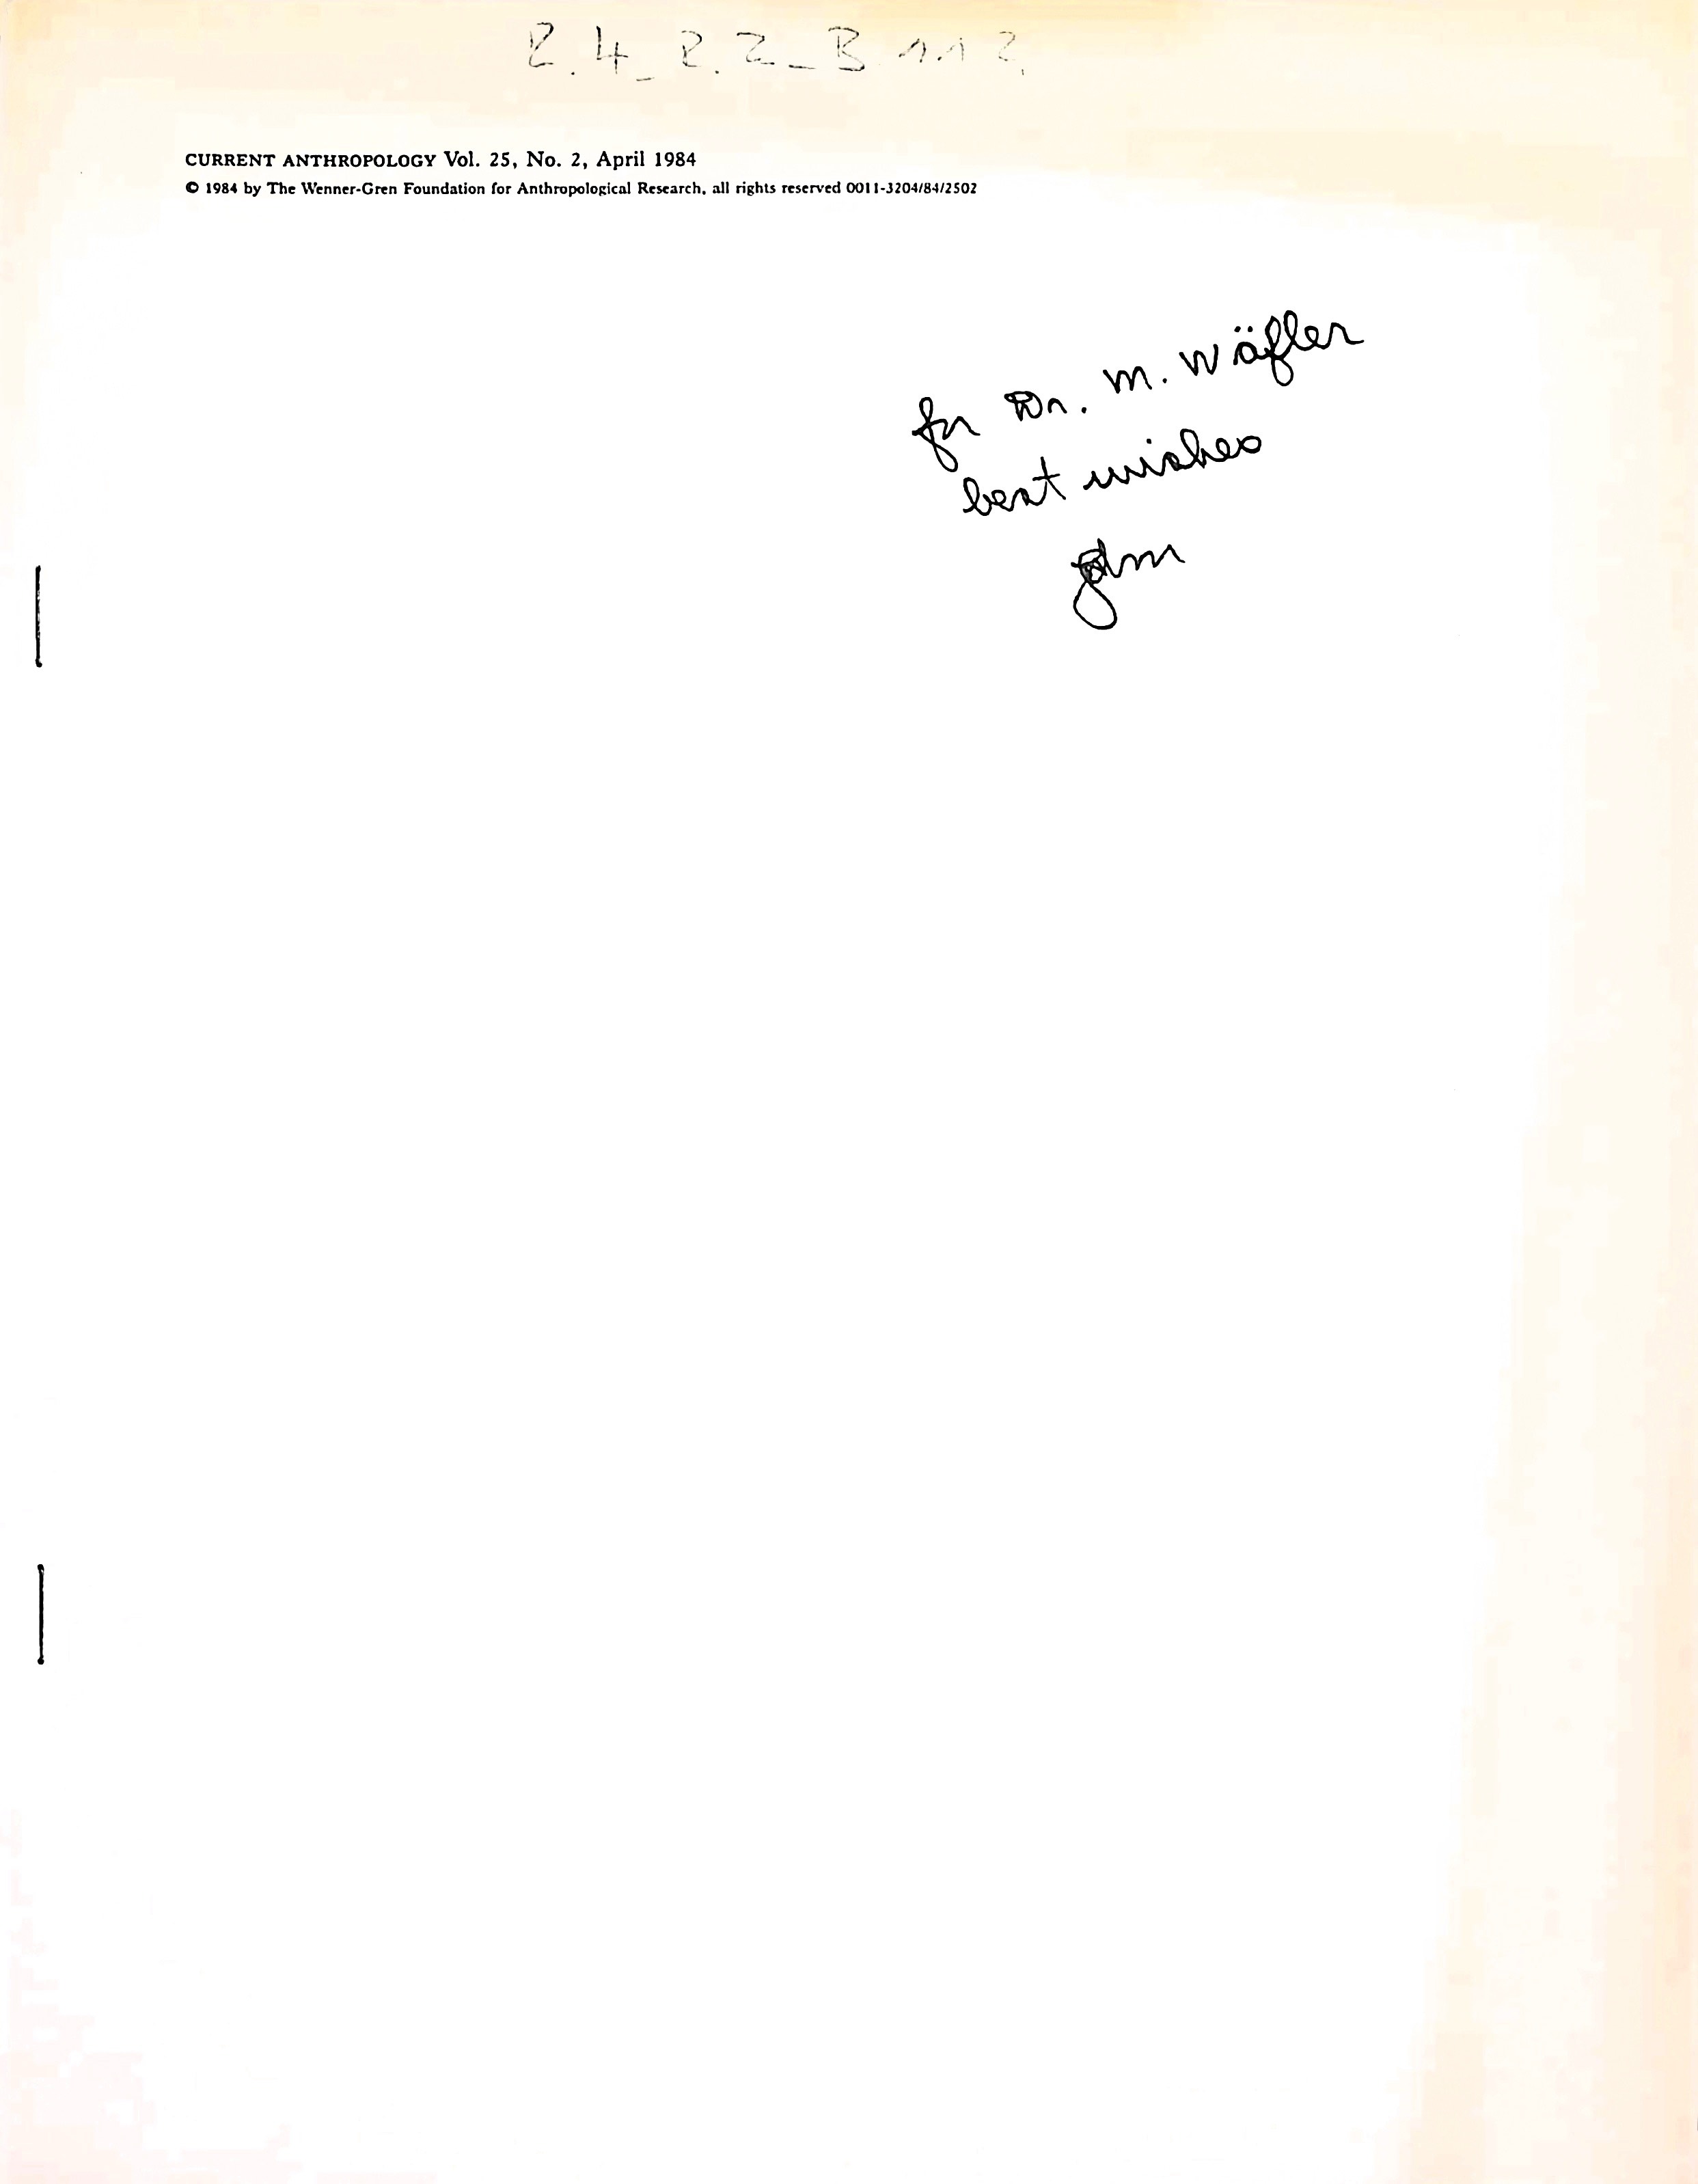 2.4_2.2_B 112
CURRENT ANTHROPOLOGY Vol. 25, No. 2, April 1984
© 1984 by The Wenner-Gren Foundation for Anthropological Research, all rights reserved 0011-3204/84/2502
for Dr. M. Wäfler
best wishes
john